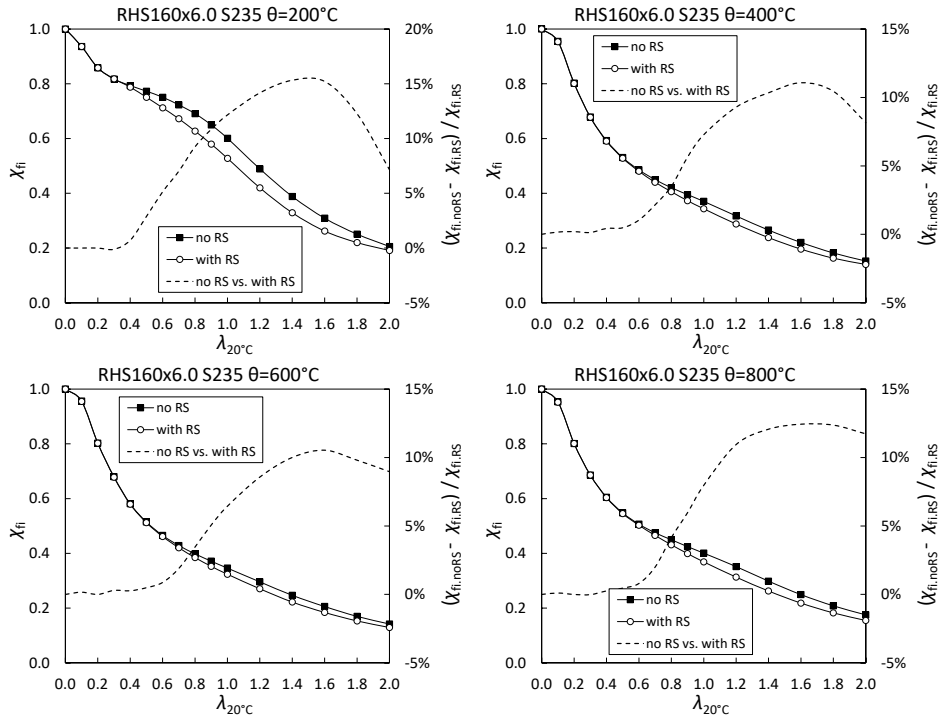 RHS160x6.0 S235 θ=200°C
1.0
0.8
0.6
0.4
0.2
0.0
χfi
20%
15%
10%
5%
0%
-5%
(χfi.noRS - χfi.RS) / χfi.RS
no RS
with RS
no RS vs. with RS
0.0 0.2 0.4 0.6 0.8 1.0 1.2 1.4 1.6 1.8 2.0
λ20°C
RHS160x6.0 S235 θ=400°C
1.0
0.8
0.6
0.4
0.2
0.0
χfi
15%
10%
5%
0%
-5%
(χfi.noRS - χfi.RS) / χfi.RS
no RS
with RS
no RS vs. with RS
0.0 0.2 0.4 0.6 0.8 1.0 1.2 1.4 1.6 1.8 2.0
λ20°C
RHS160x6.0 S235 θ=600°C
1.0
0.8
0.6
0.4
0.2
0.0
χfi
15%
10%
5%
0%
-5%
(χfi.noRS - χfi.RS) / χfi.RS
no RS
with RS
no RS vs. with RS
0.0 0.2 0.4 0.6 0.8 1.0 1.2 1.4 1.6 1.8 2.0
λ20°C
RHS160x6.0 S235 θ=800°C
1.0
0.8
0.6
0.4
0.2
0.0
χfi
15%
10%
5%
0%
-5%
(χfi.noRS - χfi.RS) / χfi.RS
no RS
with RS
no RS vs. with RS
0.0 0.2 0.4 0.6 0.8 1.0 1.2 1.4 1.6 1.8 2.0
λ20°C